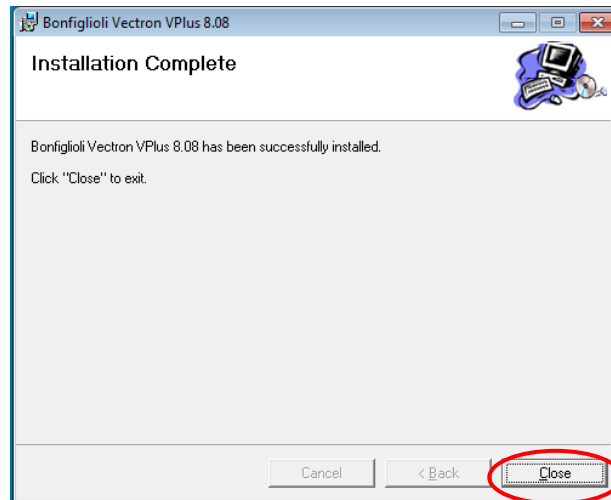 Bonfiglioli Vectron VPlus 8.08
Installation Complete
Bonfiglioli Vectron VPlus 8.08 has been successfully installed.
Click "Close" to exit.
Cancel
< Back
Close